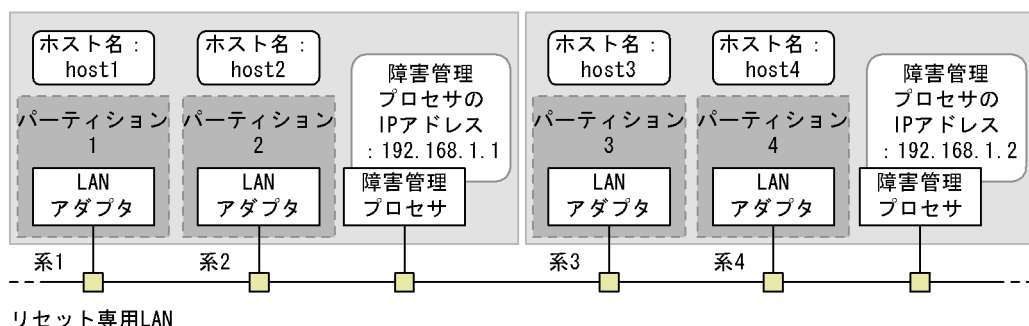 ホスト名：
host1
ホスト名：
host2
障害管理
プロセサの
IPアドレス
：192.168.1.1
パーティション
1
パーティション
2
LAN
アダプタ
LAN
アダプタ
障害管理
プロセサ
ホスト名：
host3
ホスト名：
host4
障害管理
プロセサの
IPアドレス
：192.168.1.2
パーティション
3
パーティション
4
LAN
アダプタ
LAN
アダプタ
障害管理
プロセサ
系1
系2
系3
系4
リセット専用LAN